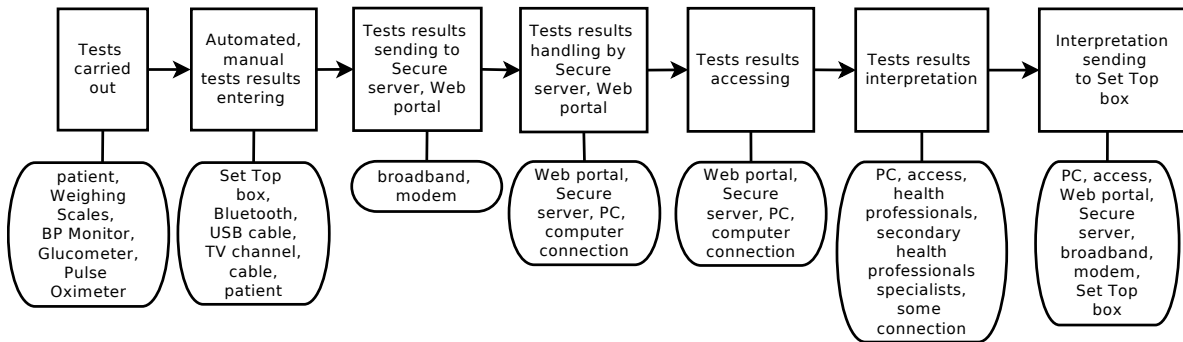 Tests
carried
out
Automated,
manual
tests results
entering
Tests results
sending to
Secure
server, Web
portal
Tests results
handling by
Secure
server, Web
portal
Tests results
accessing
Tests results
interpretation
Interpretation
sending
to Set Top
box
patient,
Weighing
Scales,
BP Monitor,
Glucometer,
Pulse
Oximeter
Set Top
box,
Bluetooth,
USB cable,
TV channel,
cable,
patient
broadband,
modem
Web portal,
Secure
server, PC,
computer
connection
Web portal,
Secure
server, PC,
computer
connection
PC, access,
health
professionals,
secondary
health
professionals
specialists,
some
connection
PC, access,
Web portal,
Secure
server,
broadband,
modem,
Set Top
box